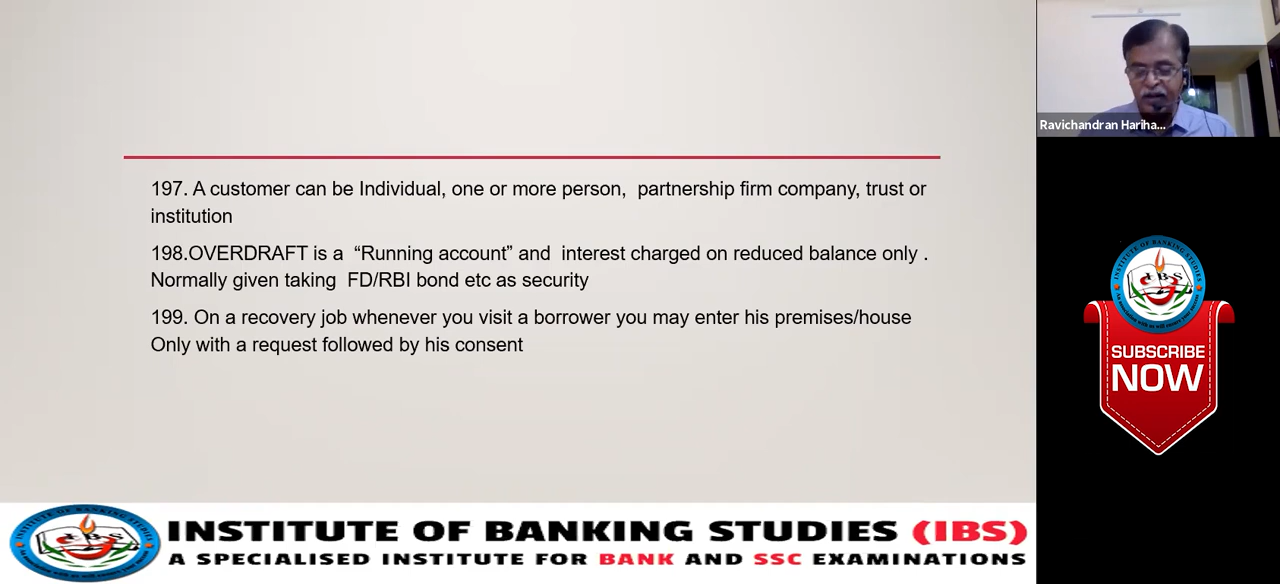 Ravichandran Hariha...
197. A customer can be Individual, one or more person,  partnership firm company, trust or
institution
198.OVERDRAFT is a  “Running account” and  interest charged on reduced balance only .
Normally given taking  FD/RBI bond etc as security
199. On a recovery job whenever you visit a borrower you may enter his premises/house
Only with a request followed by his consent
SUBSCRIBE
NOW
INSTITUTE OF BANKING STUDIES (IBS)
A SPECIALISED INSTITUTE FOR BANK AND SSC EXAMINATIONS